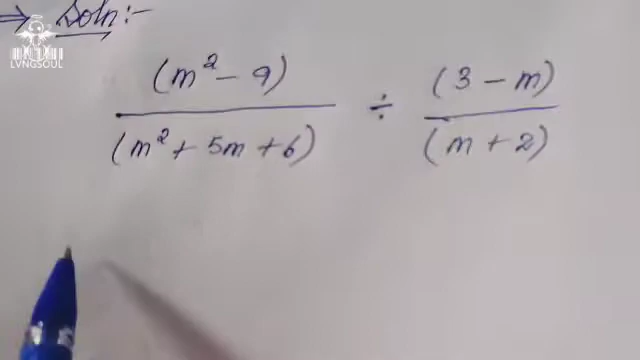 ⇒ Soln:-
LVNGSOUL
(m² - 9) / (m² + 5m + 6) ÷ (3 - m) / (m + 2)